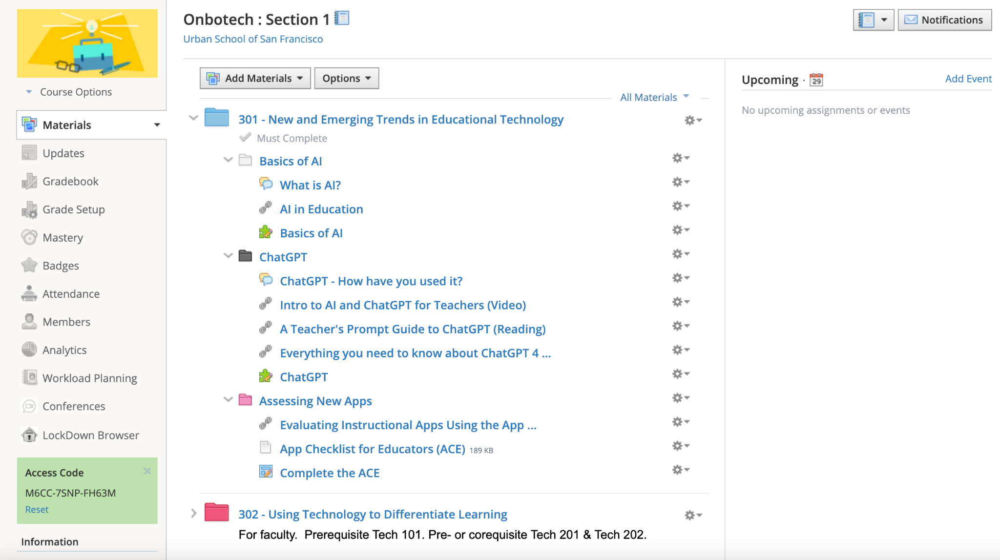 Course Options
Materials
Updates
Gradebook
Grade Setup
Mastery
Badges
Attendance
Members
Analytics
Workload Planning
Conferences
LockDown Browser
Access Code
M6CC-7SNP-FH63M
Reset
Information
Onbotech : Section 1
Urban School of San Francisco
Notifications
Add Materials
Options
All Materials
301 - New and Emerging Trends in Educational Technology
Must Complete
Basics of AI
What is AI?
AI in Education
Basics of AI
ChatGPT
ChatGPT - How have you used it?
Intro to AI and ChatGPT for Teachers (Video)
A Teacher's Prompt Guide to ChatGPT (Reading)
Everything you need to know about ChatGPT 4 ...
ChatGPT
Assessing New Apps
Evaluating Instructional Apps Using the App ...
App Checklist for Educators (ACE) 189 KB
Complete the ACE
302 - Using Technology to Differentiate Learning
For faculty.  Prerequisite Tech 101. Pre- or corequisite Tech 201 & Tech 202.
Upcoming · 29 Add Event
No upcoming assignments or events